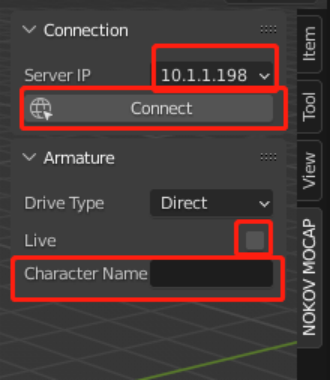 Connection
Server IP 10.1.1.198
Connect
Armature
Drive Type Direct
Live
Character Name
Item
Tool
View
NOKOV MOCAP